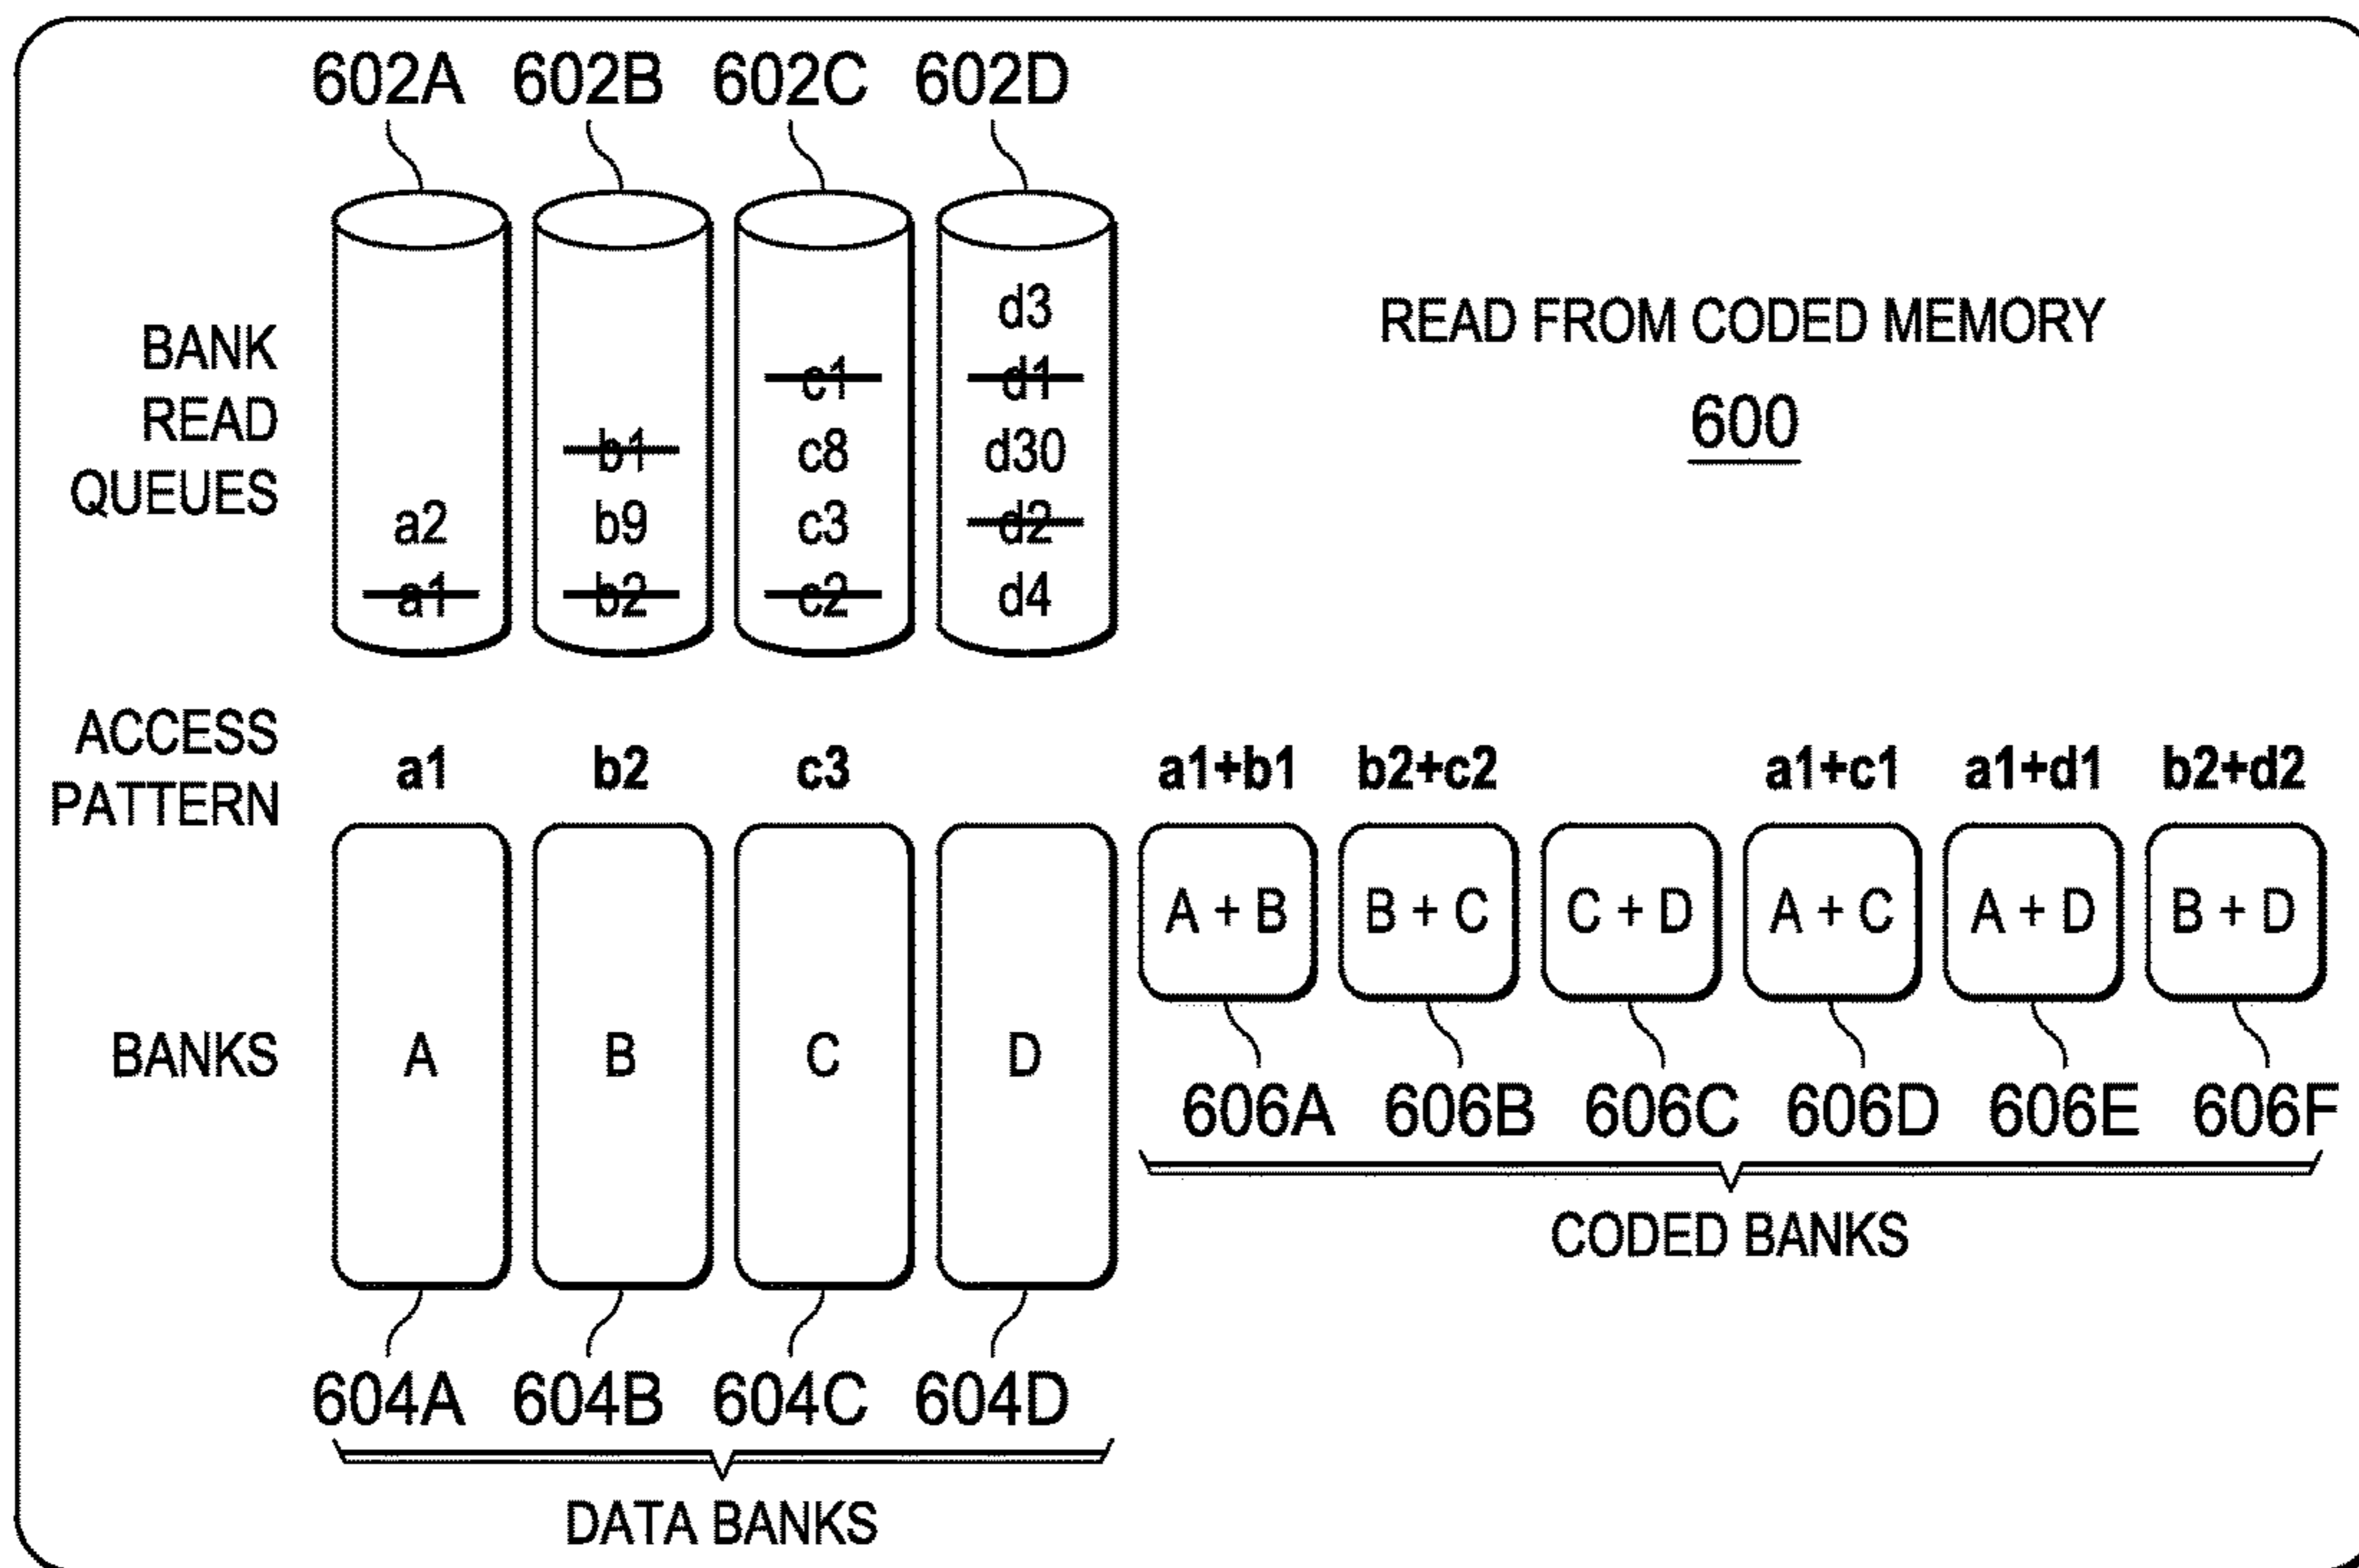 602A 602B 602C 602D
BANK
READ
QUEUES
d3
c1 d1
b1 c8 d30
a2 b9 c3 d2
a1 b2 c2 d4
READ FROM CODED MEMORY
600
ACCESS
PATTERN
a1 b2 c3 a1+b1 b2+c2 a1+c1 a1+d1 b2+d2
BANKS
A B C D
A + B B + C C + D A + C A + D B + D
606A 606B 606C 606D 606E 606F
CODED BANKS
604A 604B 604C 604D
DATA BANKS